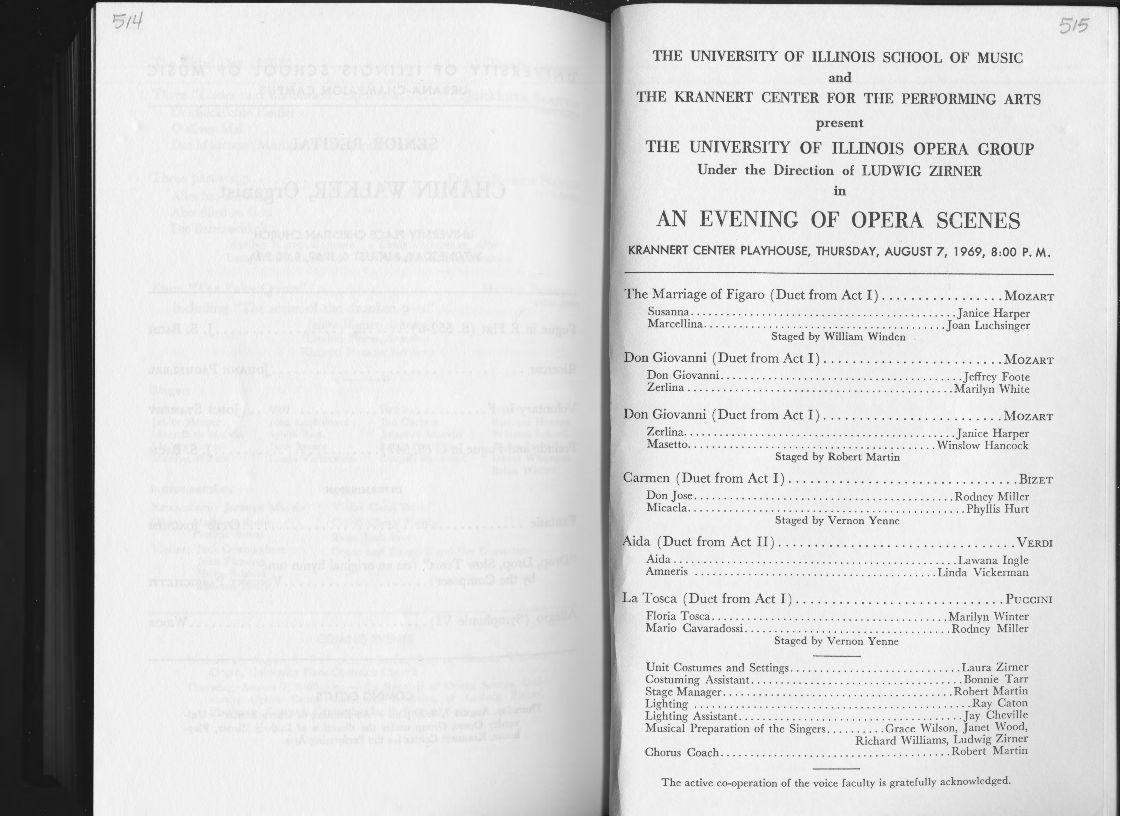 514
515
THE UNIVERSITY OF ILLINOIS SCHOOL OF MUSIC
and
THE KRANNERT CENTER FOR THE PERFORMING ARTS
present
THE UNIVERSITY OF ILLINOIS OPERA GROUP
Under the Direction of LUDWIG ZIRNER
in
AN EVENING OF OPERA SCENES
KRANNERT CENTER PLAYHOUSE, THURSDAY, AUGUST 7, 1969, 8:00 P. M.
The Marriage of Figaro (Duet from Act I) . . . . . . . . . . . . . . . . . MOZART
Susanna. . . . . . . . . . . . . . . . . . . . Janice Harper
Marcellina. . . . . . . . . . . . . . . . . . . . Joan Luchsinger
Staged by William Winden
Don Giovanni (Duet from Act I) . . . . . . . . . . . . . . . . . . . . MOZART
Don Giovanni. . . . . . . . . . . . . . . . . . . . Jeffrey Foote
Zerlina . . . . . . . . . . . . . . . . . . . . Marilyn White
Don Giovanni (Duet from Act I) . . . . . . . . . . . . . . . . . . . . MOZART
Zerlina. . . . . . . . . . . . . . . . . . . . Janice Harper
Masetto. . . . . . . . . . . . . . . . . . . . Winslow Hancock
Staged by Robert Martin
Carmen (Duet from Act I) . . . . . . . . . . . . . . . . . . . . BIZET
Don Jose. . . . . . . . . . . . . . . . . . . . Rodney Miller
Micaela. . . . . . . . . . . . . . . . . . . . Phyllis Hurt
Staged by Vernon Yenne
Aida (Duet from Act II) . . . . . . . . . . . . . . . . . . . . VERDI
Aida . . . . . . . . . . . . . . . . . . . . Lawana Ingle
Amneris . . . . . . . . . . . . . . . . . . . . Linda Vickerman
La Tosca (Duet from Act I) . . . . . . . . . . . . . . . . . . . . PUCCINI
Floria Tosca. . . . . . . . . . . . . . . . . . . . Marilyn Winter
Mario Cavaradossi. . . . . . . . . . . . . . . . . . . . Rodney Miller
Staged by Vernon Yenne
Unit Costumes and Settings. . . . . . . . . . . . . . . . . . . . Laura Zirner
Costuming Assistant. . . . . . . . . . . . . . . . . . . . Bonnie Tarr
Stage Manager. . . . . . . . . . . . . . . . . . . . Robert Martin
Lighting . . . . . . . . . . . . . . . . . . . . Ray Caton
Lighting Assistant. . . . . . . . . . . . . . . . . . . . Jay Cheville
Musical Preparation of the Singers. . . . . . . . . . Grace Wilson, Janet Wood,
Richard Williams, Ludwig Zirner
Chorus Coach. . . . . . . . . . . . . . . . . . . . Robert Martin
The active co-operation of the voice faculty is gratefully acknowledged.